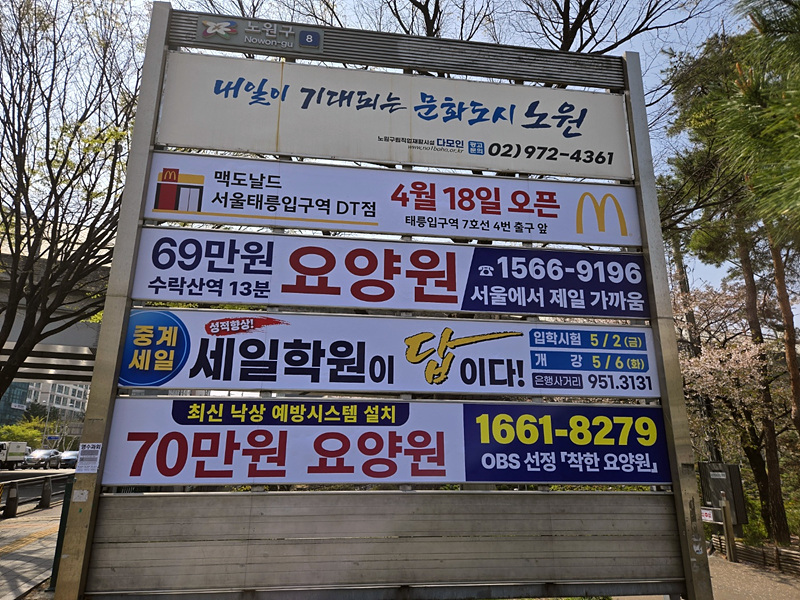 노원구
Nowon-gu
8
내일이 기대되는 문화도시 노원
노원구립직업재활시설 다모인 광고문의 02)972-4361
맥도날드
서울태릉입구역 DT점
4월 18일 오픈
태릉입구역 7호선 4번 출구 앞
69만원
수락산역 13분
요양원
☎1566-9196
서울에서 제일 가까움
중계
세일
성적향상!
세일학원이 답이다!
입학시험 5/2(금)
개강 5/6(화)
은행사거리 951.3131
최신 낙상 예방시스템 설치
70만원 요양원
1661-8279
OBS 선정 「착한 요양원」